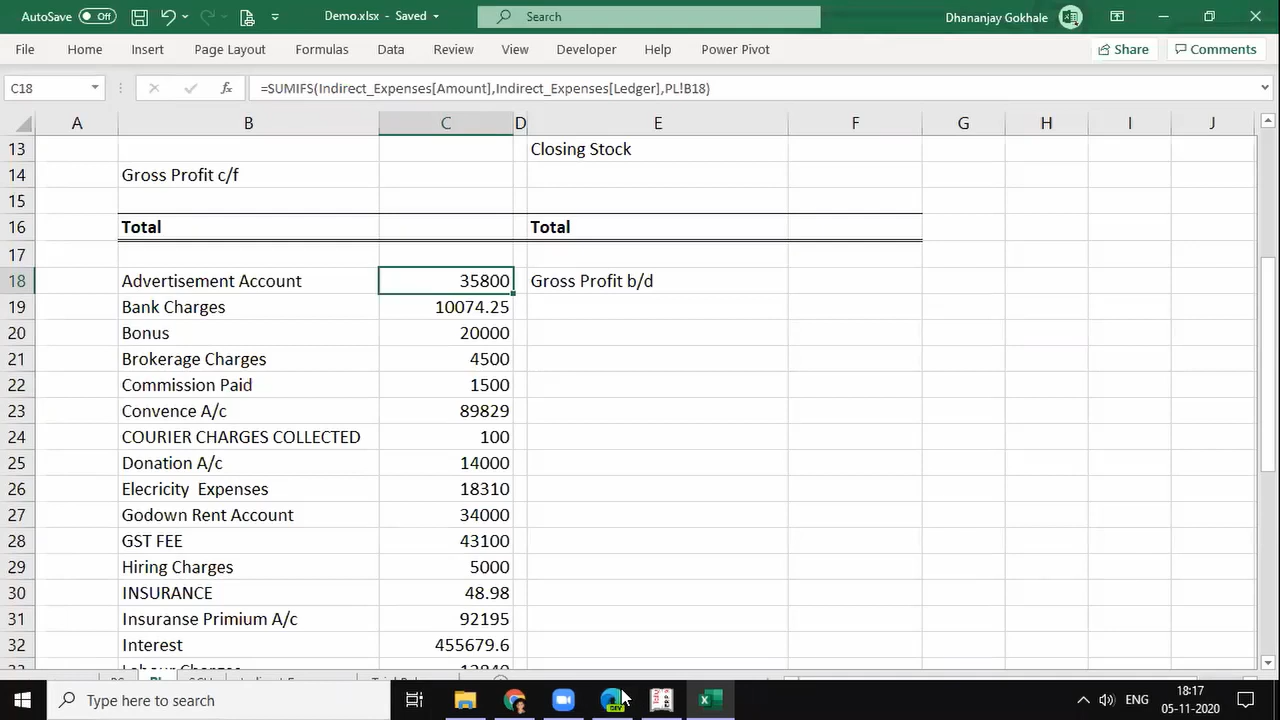 AutoSave Off Demo.xlsx - Saved Search Dhananjay Gokhale
File Home Insert Page Layout Formulas Data Review View Developer Help Power Pivot Share Comments
C18 fx =SUMIFS(Indirect_Expenses[Amount],Indirect_Expenses[Ledger],PL!B18)
A B C D E F G H I J
13 Closing Stock
14 Gross Profit c/f
15
16 Total Total
17
18 Advertisement Account 35800 Gross Profit b/d
19 Bank Charges 10074.25
20 Bonus 20000
21 Brokerage Charges 4500
22 Commission Paid 1500
23 Convence A/c 89829
24 COURIER CHARGES COLLECTED 100
25 Donation A/c 14000
26 Elecricity Expenses 18310
27 Godown Rent Account 34000
28 GST FEE 43100
29 Hiring Charges 5000
30 INSURANCE 48.98
31 Insuranse Primium A/c 92195
32 Interest 455679.6
33 Labour Charges 12840
Type here to search ENG 18:17
05-11-2020